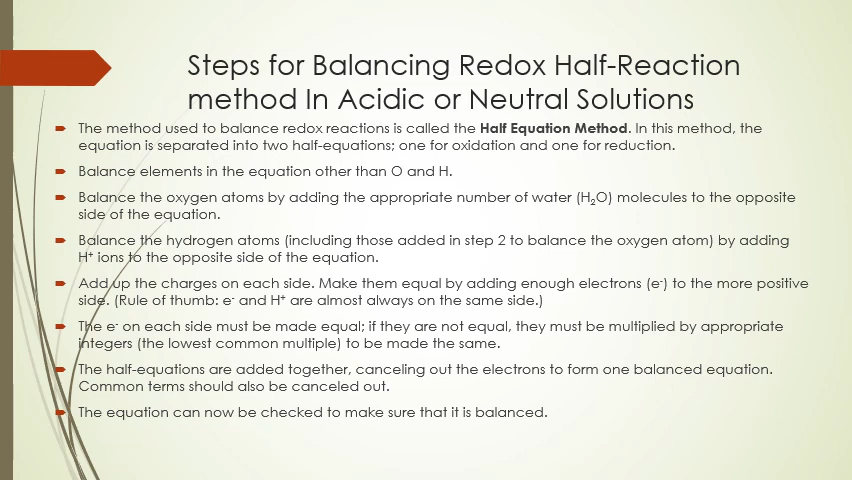 Steps for Balancing Redox Half-Reaction
method In Acidic or Neutral Solutions
The method used to balance redox reactions is called the Half Equation Method. In this method, the
equation is separated into two half-equations; one for oxidation and one for reduction.
Balance elements in the equation other than O and H.
Balance the oxygen atoms by adding the appropriate number of water (H₂O) molecules to the opposite
side of the equation.
Balance the hydrogen atoms (including those added in step 2 to balance the oxygen atom) by adding
H⁺ ions to the opposite side of the equation.
Add up the charges on each side. Make them equal by adding enough electrons (e⁻) to the more positive
side. (Rule of thumb: e⁻ and H⁺ are almost always on the same side.)
The e⁻ on each side must be made equal; if they are not equal, they must be multiplied by appropriate
integers (the lowest common multiple) to be made the same.
The half-equations are added together, canceling out the electrons to form one balanced equation.
Common terms should also be canceled out.
The equation can now be checked to make sure that it is balanced.